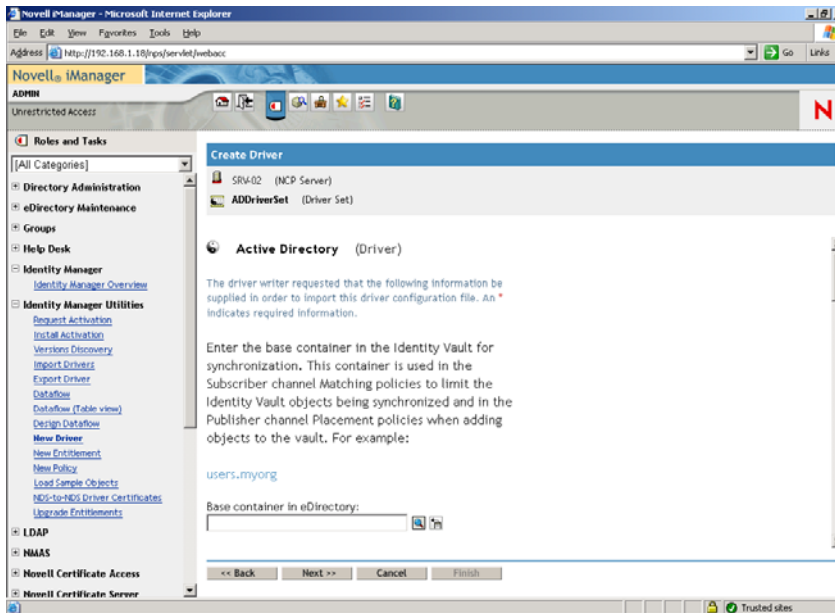 Novell iManager - Microsoft Internet Explorer
File Edit View Favorites Tools Help
Address http://192.168.1.18/nps/servlet/webacc Go Links
Novell® iManager
ADMIN
Unrestricted Access
N
Roles and Tasks
[All Categories]
Directory Administration
eDirectory Maintenance
Groups
Help Desk
Identity Manager
Identity Manager Overview
Identity Manager Utilities
Request Activation
Install Activation
Versions Discovery
Import Drivers
Export Driver
Dataflow
Dataflow (Table view)
Design Dataflow
New Driver
New Entitlement
New Policy
Load Sample Objects
NDS-to-NDS Driver Certificates
Upgrade Entitlements
LDAP
NMAS
Novell Certificate Access
Novell Certificate Server
Create Driver
SRV-02 (NCP Server)
ADDriverSet (Driver Set)
Active Directory (Driver)
The driver writer requested that the following information be
supplied in order to import this driver configuration file. An *
indicates required information.
Enter the base container in the Identity Vault for
synchronization. This container is used in the
Subscriber channel Matching policies to limit the
Identity Vault objects being synchronized and in the
Publisher channel Placement policies when adding
objects to the vault. For example:
users.myorg
Base container in eDirectory:
<< Back Next >> Cancel Finish
Trusted sites